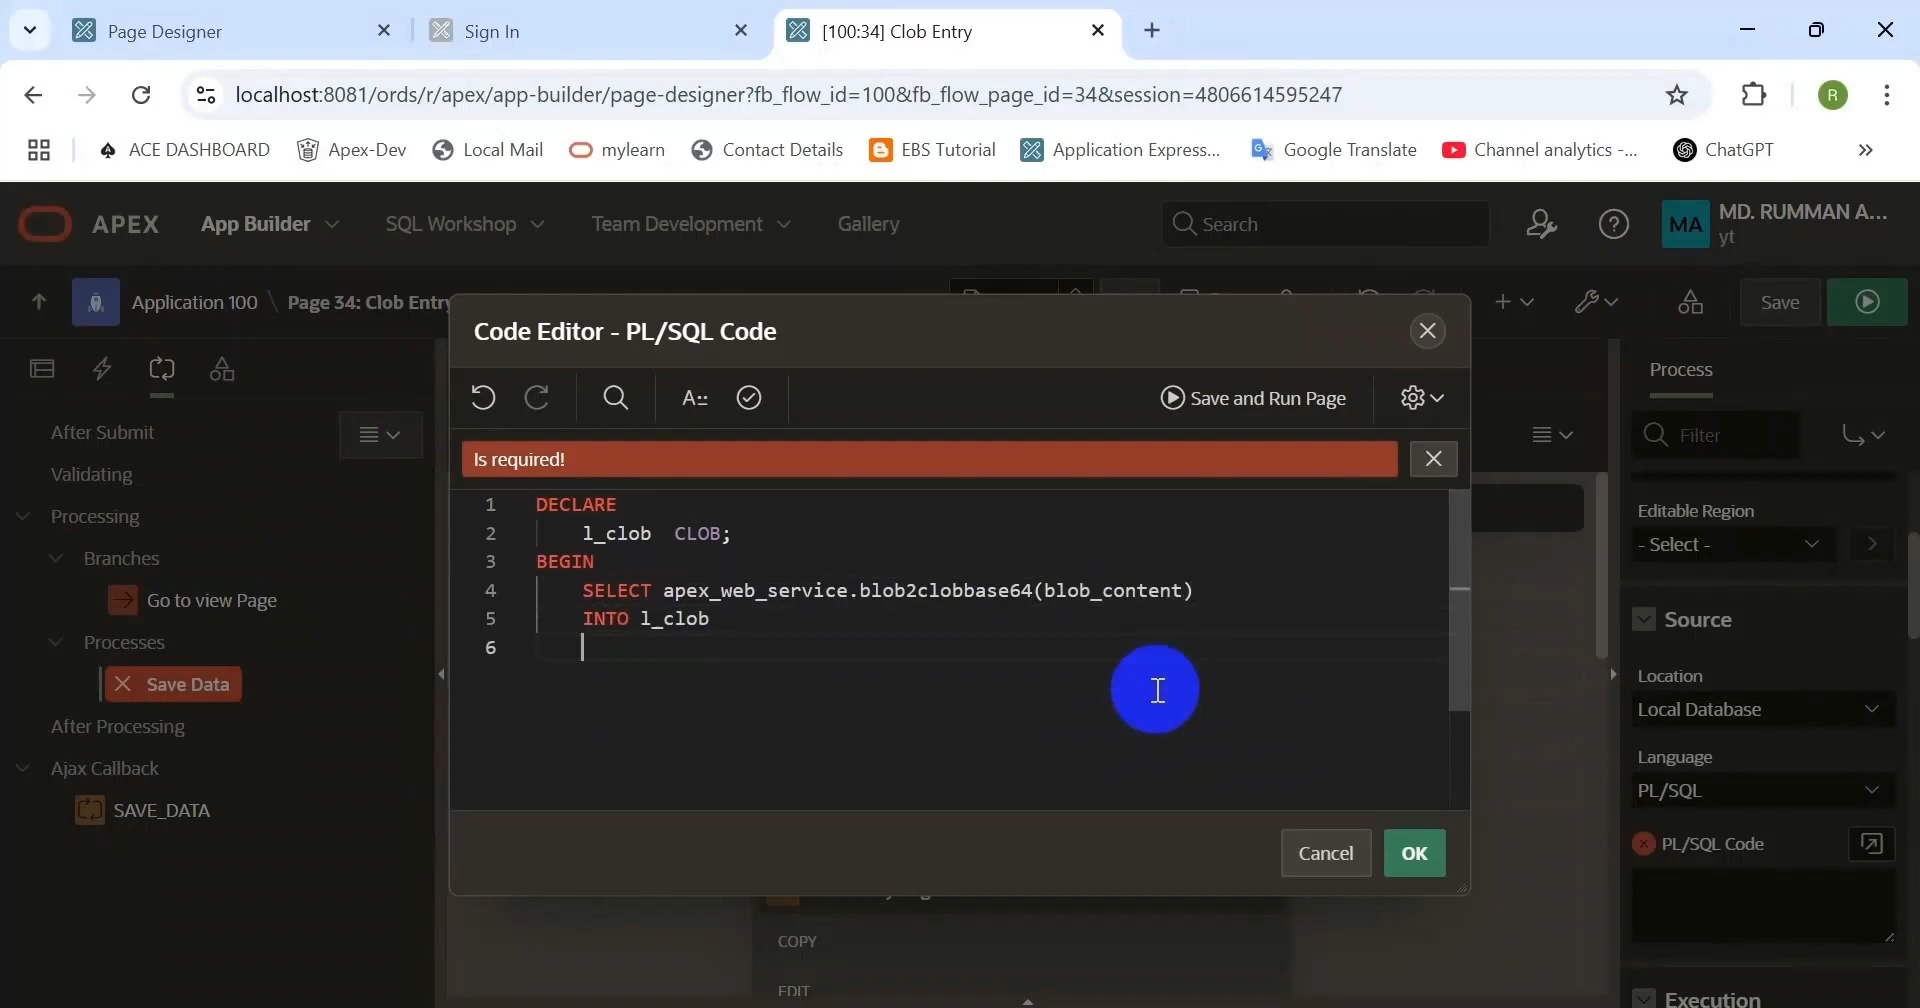 Page Designer
Sign In
[100:34] Clob Entry
localhost:8081/ords/r/apex/app-builder/page-designer?fb_flow_id=100&fb_flow_page_id=34&session=4806614595247
R
ACE DASHBOARD
Apex-Dev
Local Mail
mylearn
Contact Details
EBS Tutorial
Application Express...
Google Translate
Channel analytics -...
ChatGPT
APEX
App Builder
SQL Workshop
Team Development
Gallery
Search
MA
MD. RUMMAN A...
yt
Application 100 \ Page 34: Clob Entry
Save
After Submit
Validating
Processing
Branches
Go to view Page
Processes
Save Data
After Processing
Ajax Callback
SAVE_DATA
Code Editor - PL/SQL Code
A::
Save and Run Page
Is required!
1 DECLARE
2 l_clob CLOB;
3 BEGIN
4 SELECT apex_web_service.blob2clobbase64(blob_content)
5 INTO l_clob
6
Cancel
OK
COPY
EDIT
Process
Filter
Editable Region
- Select -
Source
Location
Local Database
Language
PL/SQL
PL/SQL Code
Execution